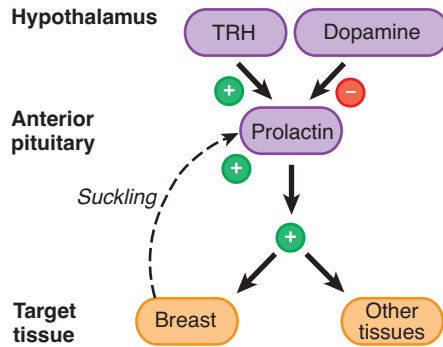 Hypothalamus
TRH
Dopamine
+
−
Anterior
pituitary
Prolactin
+
Suckling
+
Target
tissue
Breast
Other
tissues